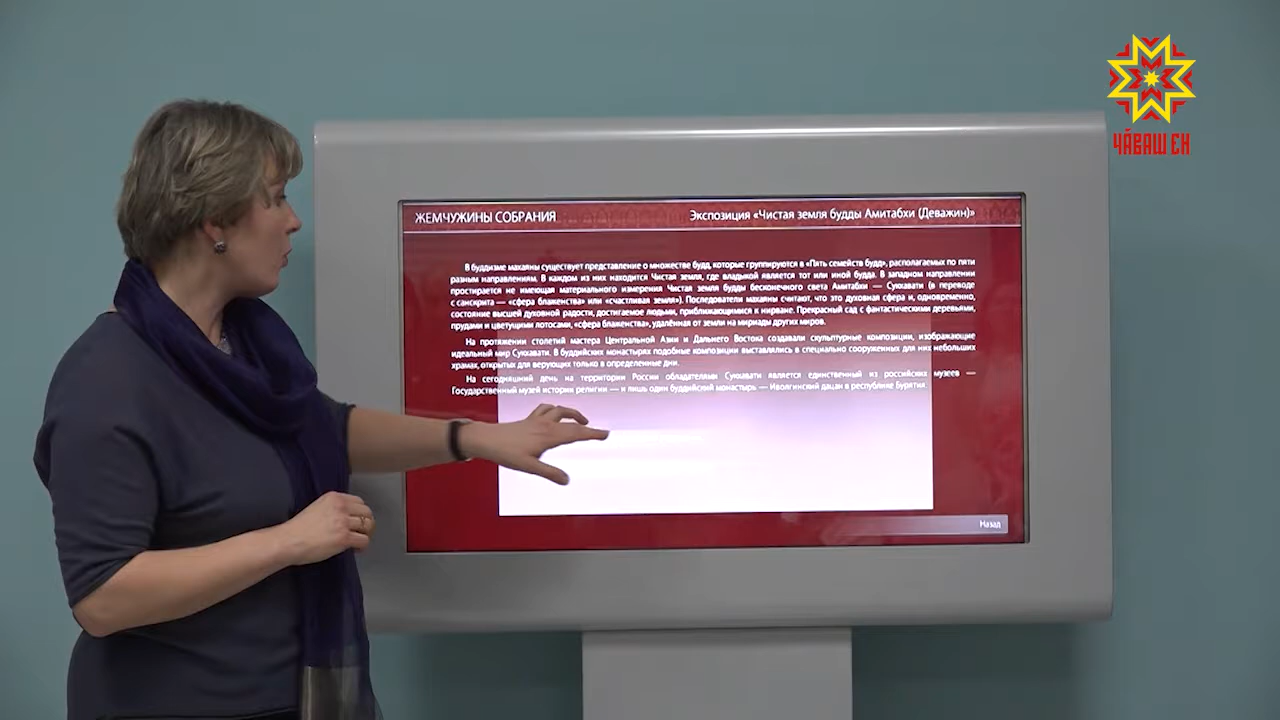 ЧӐВАШ ЕН
ЖЕМЧУЖИНЫ СОБРАНИЯ
Экспозиция «Чистая земля будды Амитабхи (Деважин)»
В буддизме махаяны существует представление о множестве будд, которые группируются в «Пять семейств будд», располагаемых по пяти
разным направлениям. В каждом из них находится Чистая земля, где владыкой является тот или иной будда. В западном направлении
простирается не имеющая материального измерения Чистая земля будды бесконечного света Амитабхи — Сукхавати (в переводе
с санскрита — «сфера блаженства» или «счастливая земля»). Последователи махаяны считают, что это духовная сфера и, одновременно,
состояние высшей духовной радости, достигаемое людьми, приближающимися к нирване. Прекрасный сад с фантастическими деревьями,
прудами и цветущими лотосами, «сфера блаженства», удалённая от земли на мириады других миров.
На протяжении столетий мастера Центральной Азии и Дальнего Востока создавали скульптурные композиции, изображающие
идеальный мир Сукхавати. В буддийских монастырях подобные композиции выставлялись в специально сооруженных для них небольших
храмах, открытых для верующих только в определенные дни.
На сегодняшний день на территории России обладателями Сукхавати является единственный из российских музеев —
Государственный музей истории религии — и лишь один буддийский монастырь — Иволгинский дацан в республике Бурятия.
Назад